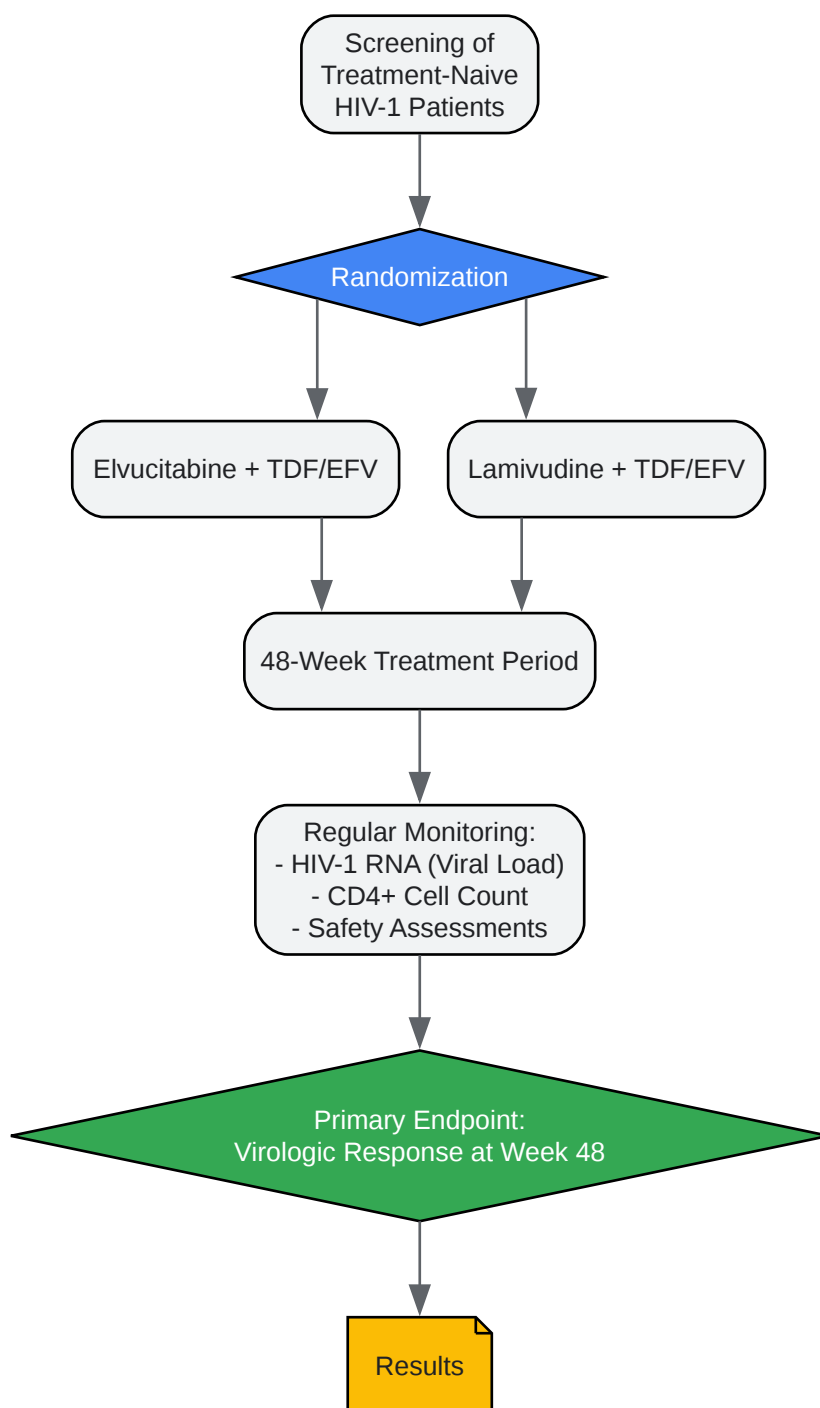 Screening of
Treatment-Naive
HIV-1 Patients
Randomization
Elvucitabine + TDF/EFV
Lamivudine + TDF/EFV
48-Week Treatment Period
Regular Monitoring:
- HIV-1 RNA (Viral Load)
- CD4+ Cell Count
- Safety Assessments
Primary Endpoint:
Virologic Response at Week 48
Results